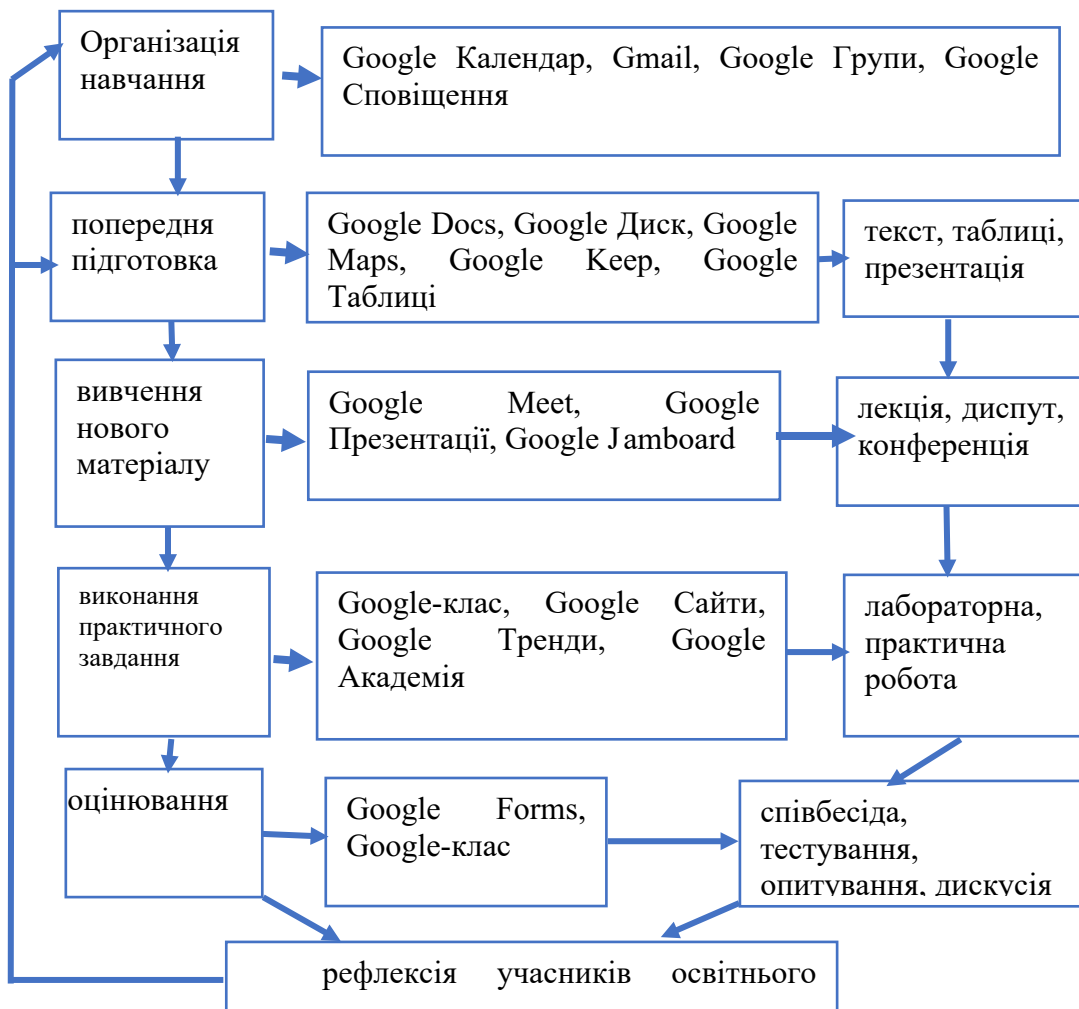 Організація
навчання
Google Календар, Gmail, Google Групи, Google
Сповіщення
попередня
підготовка
Google Docs, Google Диск, Google
Maps, Google Keep, Google
Таблиці
текст, таблиці,
презентація
вивчення
нового
матеріалу
Google Meet, Google
Презентації, Google Jamboard
лекція, диспут,
конференція
виконання
практичного
завдання
Google-клас, Google Сайти,
Google Тренди, Google
Академія
лабораторна,
практична
робота
оцінювання
Google Forms,
Google-клас
співбесіда,
тестування,
опитування, дискусія
рефлексія учасників освітнього